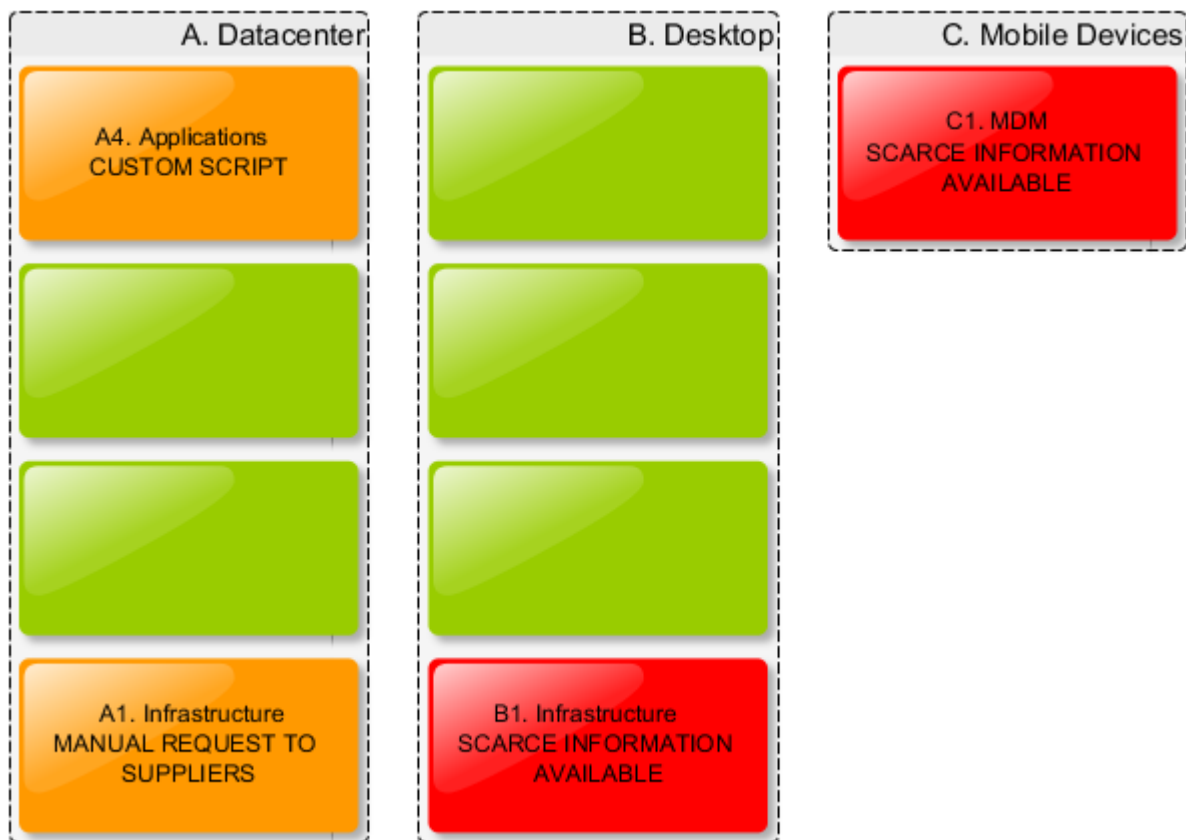 A. Datacenter
A4. Applications
CUSTOM SCRIPT
A1. Infrastructure
MANUAL REQUEST TO
SUPPLIERS
B. Desktop
B1. Infrastructure
SCARCE INFORMATION
AVAILABLE
C. Mobile Devices
C1. MDM
SCARCE INFORMATION
AVAILABLE